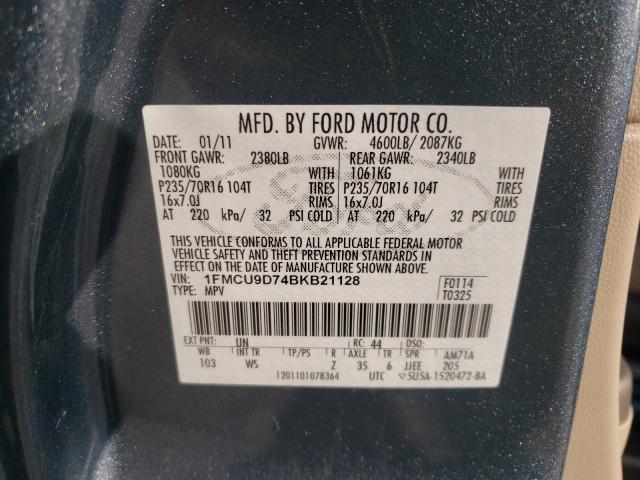 MFD. BY FORD MOTOR CO.
DATE: 01/11 GVWR: 4600LB/ 2087KG
FRONT GAWR: 2380LB REAR GAWR: 2340LB
1080KG WITH 1061KG WITH
P235/70R16 104T TIRES P235/70R16 104T TIRES
16x7.0J RIMS 16x7.0J RIMS
AT 220 kPa/ 32 PSI COLD AT 220 kPa/ 32 PSI COLD
Ford
THIS VEHICLE CONFORMS TO ALL APPLICABLE FEDERAL MOTOR
VEHICLE SAFETY AND THEFT PREVENTION STANDARDS IN
EFFECT ON THE DATE OF MANUFACTURE SHOWN ABOVE.
VIN: 1FMCU9D74BKB21128 F0114
TYPE: MPV T0325
EXT PNT: UN RC: 44 DSO:
WB INT TR TP/PS R AXLE TR SPR AM71A
103 WS Z 35 6 JJEE 205
1201101078364 UTC 5U5A-1520472-BA